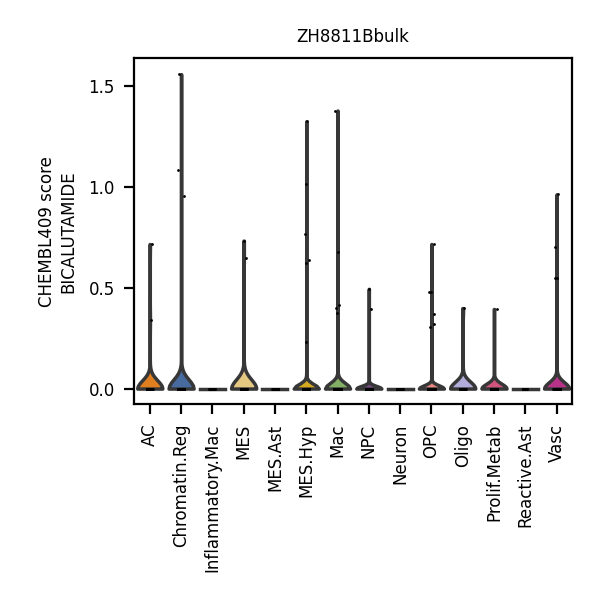 ZH8811Bbulk
CHEMBL409 score
BICALUTAMIDE
1.5
1.0
0.5
0.0
AC
Chromatin.Reg
Inflammatory.Mac
MES
MES.Ast
MES.Hyp
Mac
NPC
Neuron
OPC
Oligo
Prolif.Metab
Reactive.Ast
Vasc